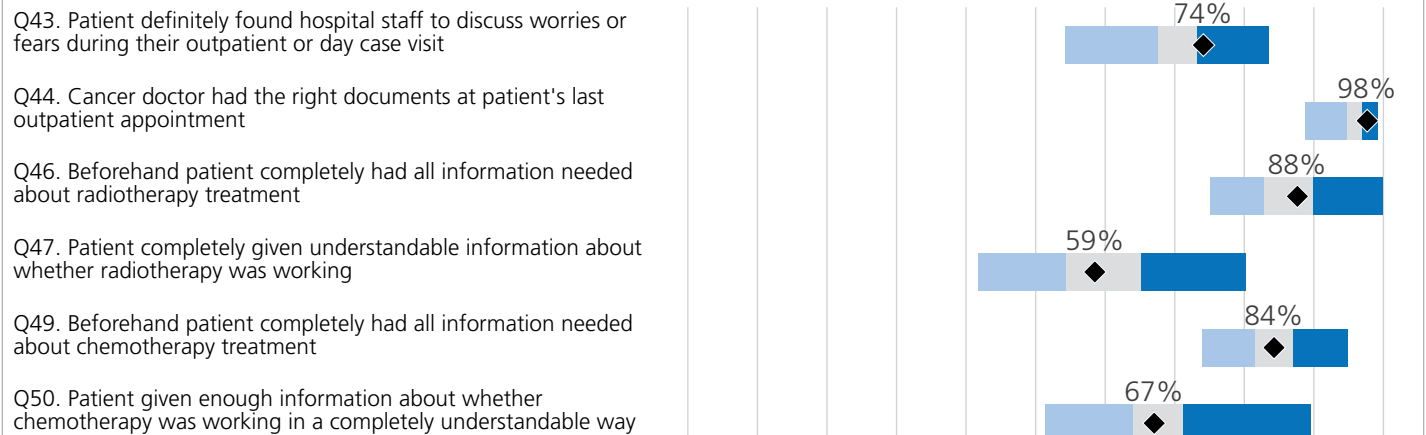 Q43. Patient definitely found hospital staff to discuss worries or
fears during their outpatient or day case visit
74%
Q44. Cancer doctor had the right documents at patient's last
outpatient appointment
98%
Q46. Beforehand patient completely had all information needed
about radiotherapy treatment
88%
Q47. Patient completely given understandable information about
whether radiotherapy was working
59%
Q49. Beforehand patient completely had all information needed
about chemotherapy treatment
84%
Q50. Patient given enough information about whether
chemotherapy was working in a completely understandable way
67%